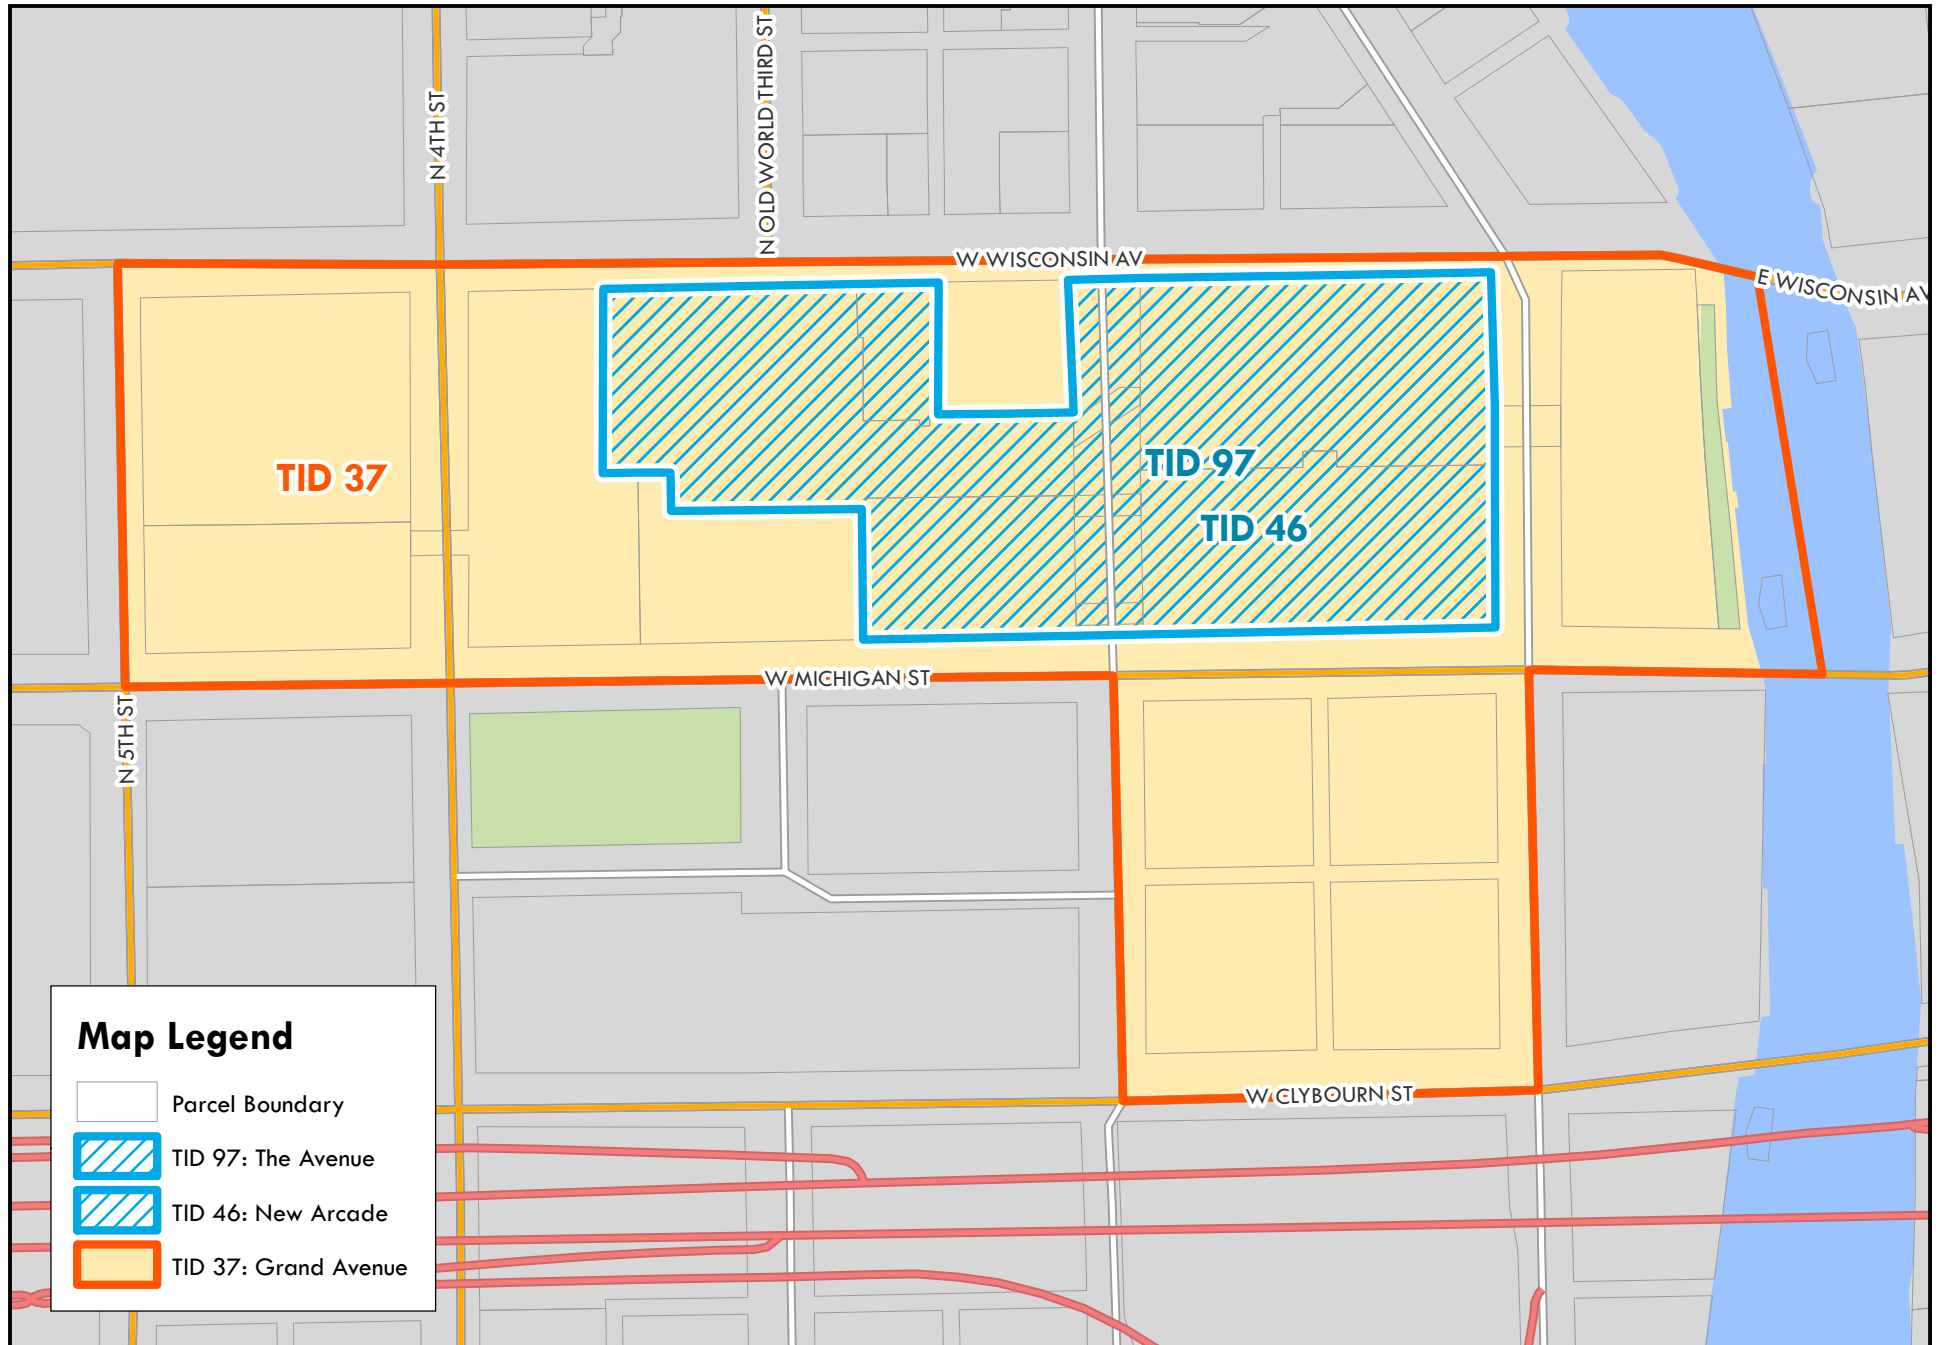 N OLD WORLD THIRD ST
N 4TH ST
W WISCONSIN AV
E WISCONSIN AV
TID 37
TID 97
TID 46
W MICHIGAN ST
N 5TH ST
W CLYBOURN ST
Map Legend
Parcel Boundary
TID 97: The Avenue
TID 46: New Arcade
TID 37: Grand Avenue